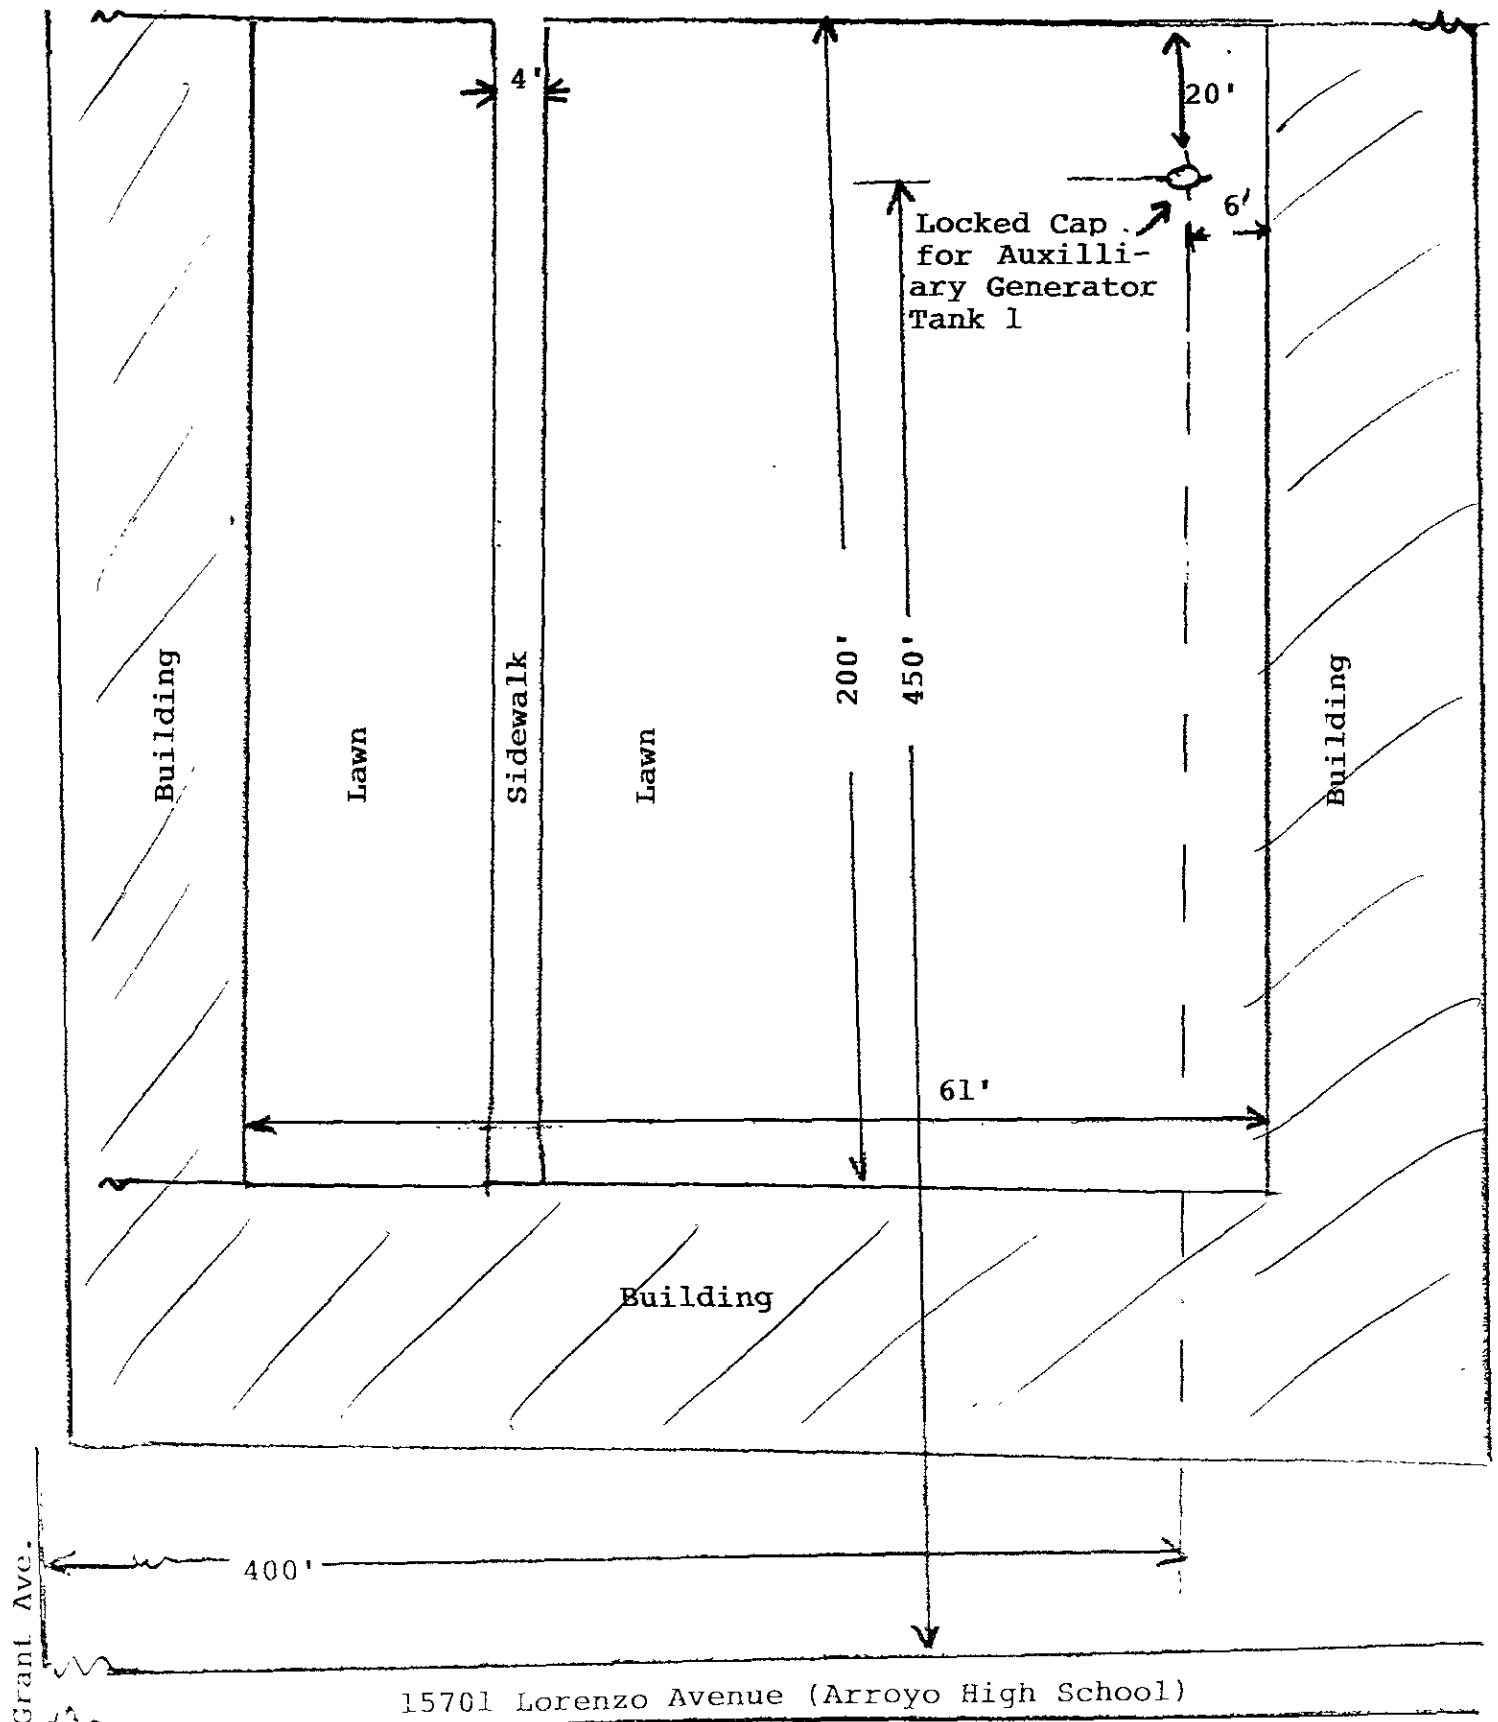 4'
20'
6'
Locked Cap
for Auxilli-
ary Generator
Tank 1
Building
Lawn
Sidewalk
Lawn
200'
450'
Building
61'
Building
400'
Grant Ave.
15701 Lorenzo Avenue (Arroyo High School)